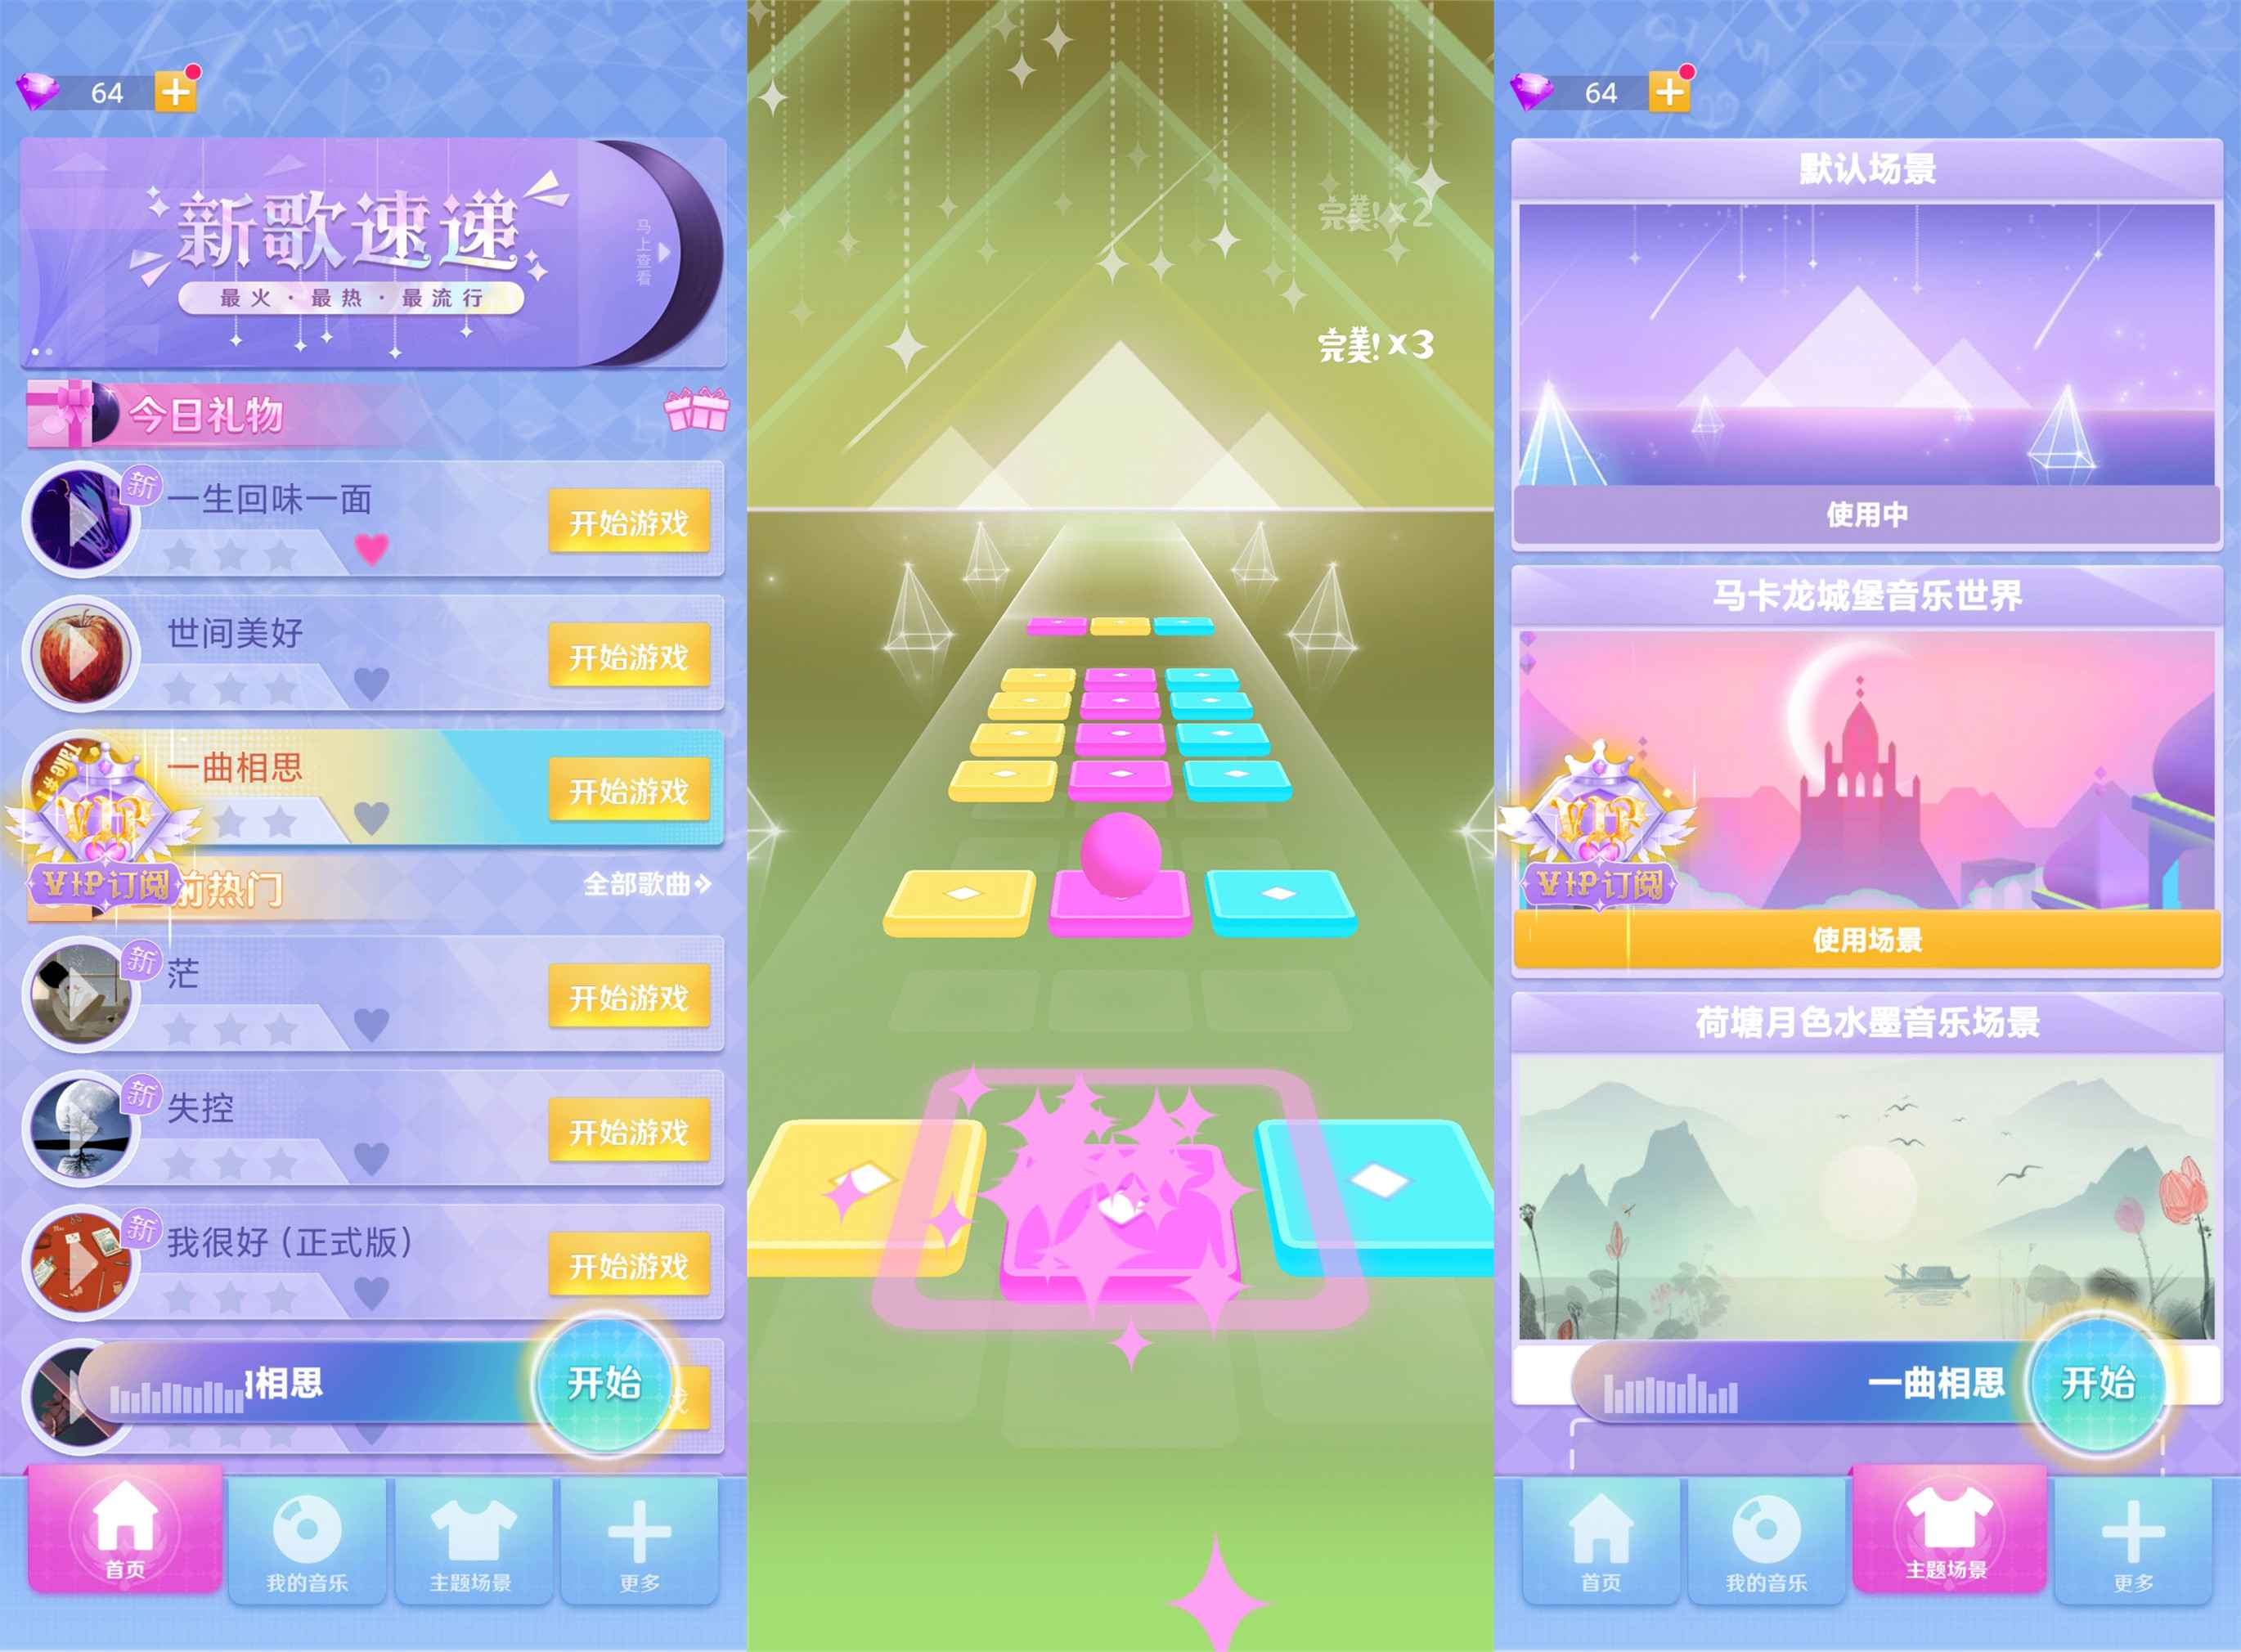 64
新歌速递
最火·最热·最流行
马上查看
今日礼物
新
一生回味一面
开始游戏
世间美好
开始游戏
Take #1
一曲相思
开始游戏
VIP
VIP订阅
前热门
全部歌曲
新
茫
开始游戏
新
失控
开始游戏
新
我很好(正式版)
开始游戏
相思
开始
戏
首页
我的音乐
主题场景
更多
完美!×2
完美!×3
64
默认场景
使用中
马卡龙城堡音乐世界
VIP
VIP订阅
使用场景
荷塘月色水墨音乐场景
一曲相思
开始
首页
我的音乐
主题场景
更多